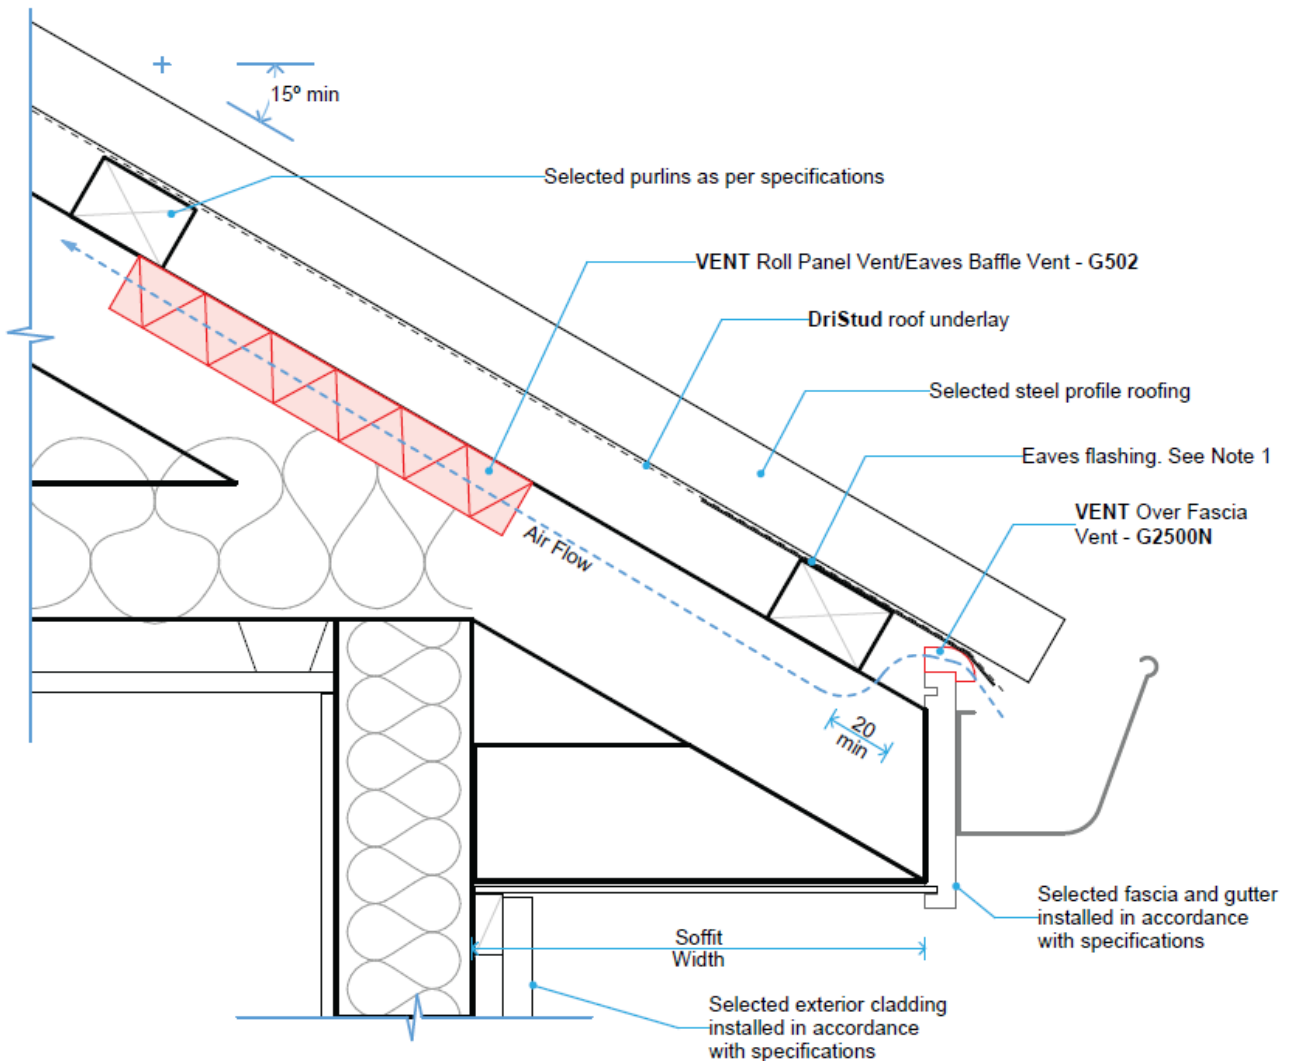 15º min
Selected purlins as per specifications
VENT Roll Panel Vent/Eaves Baffle Vent - G502
DriStud roof underlay
Selected steel profile roofing
Eaves flashing. See Note 1
VENT Over Fascia
Vent - G2500N
Air Flow
20
min
Selected fascia and gutter
installed in accordance
with specifications
Soffit
Width
Selected exterior cladding
installed in accordance
with specifications